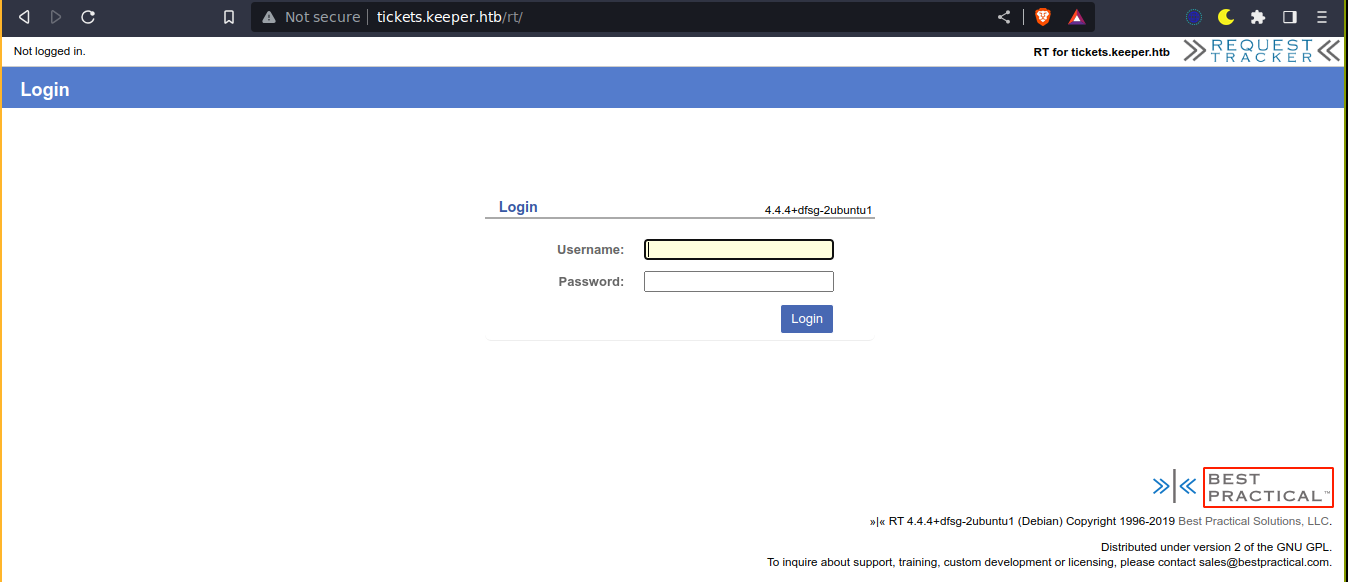 Not secure tickets.keeper.htb/rt/
Not logged in.
RT for tickets.keeper.htb
REQUEST
TRACKER
Login
Login
4.4.4+dfsg-2ubuntu1
Username:
Password:
Login
BEST
PRACTICAL™
»|« RT 4.4.4+dfsg-2ubuntu1 (Debian) Copyright 1996-2019 Best Practical Solutions, LLC.
Distributed under version 2 of the GNU GPL.
To inquire about support, training, custom development or licensing, please contact sales@bestpractical.com.